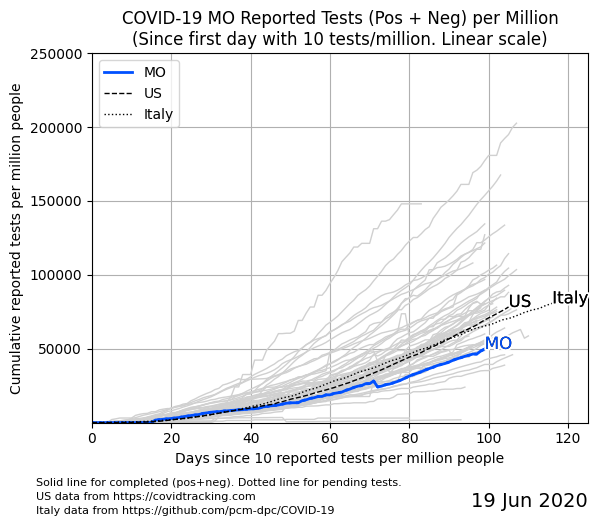 COVID-19 MO Reported Tests (Pos + Neg) per Million
(Since first day with 10 tests/million. Linear scale)
250000
200000
150000
100000
50000
Cumulative reported tests per million people
MO
US
Italy
US
Italy
MO
0
20
40
60
80
100
120
Days since 10 reported tests per million people
Solid line for completed (pos+neg). Dotted line for pending tests.
US data from https://covidtracking.com
Italy data from https://github.com/pcm-dpc/COVID-19
19 Jun 2020